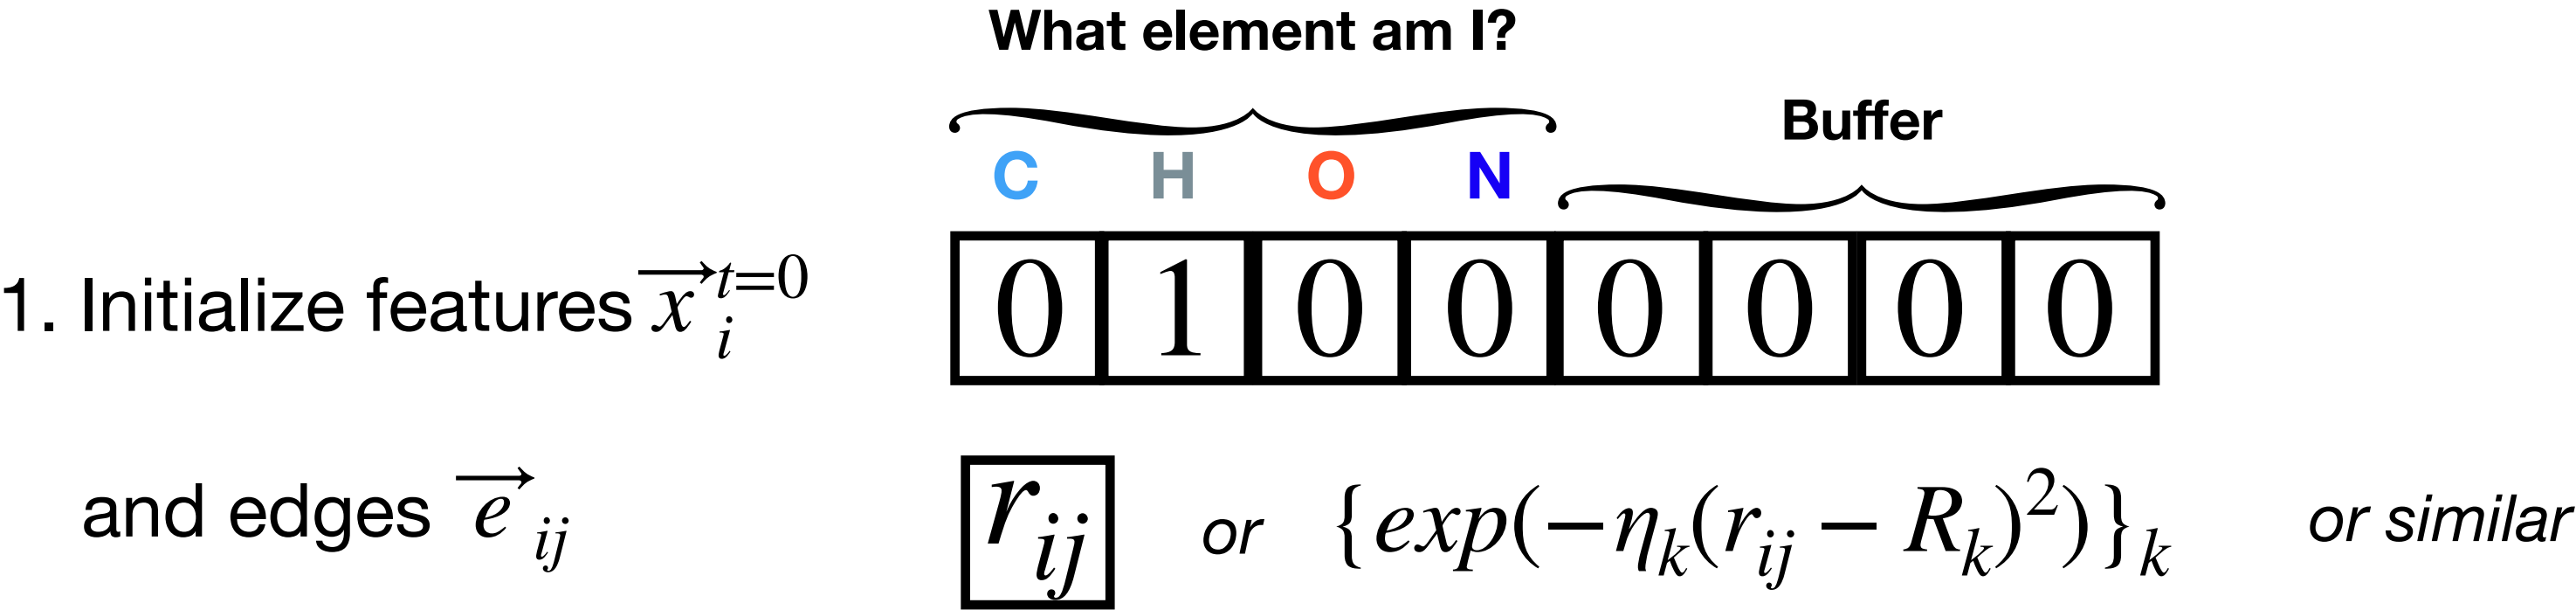 What element am I?
Buffer
C H O N
1. Initialize features x⃗ᵢᵗ⁼⁰ 0 1 0 0 0 0 0 0
and edges e⃗ᵢⱼ rᵢⱼ or {exp(−ηₖ(rᵢⱼ − Rₖ)²)}ₖ or similar